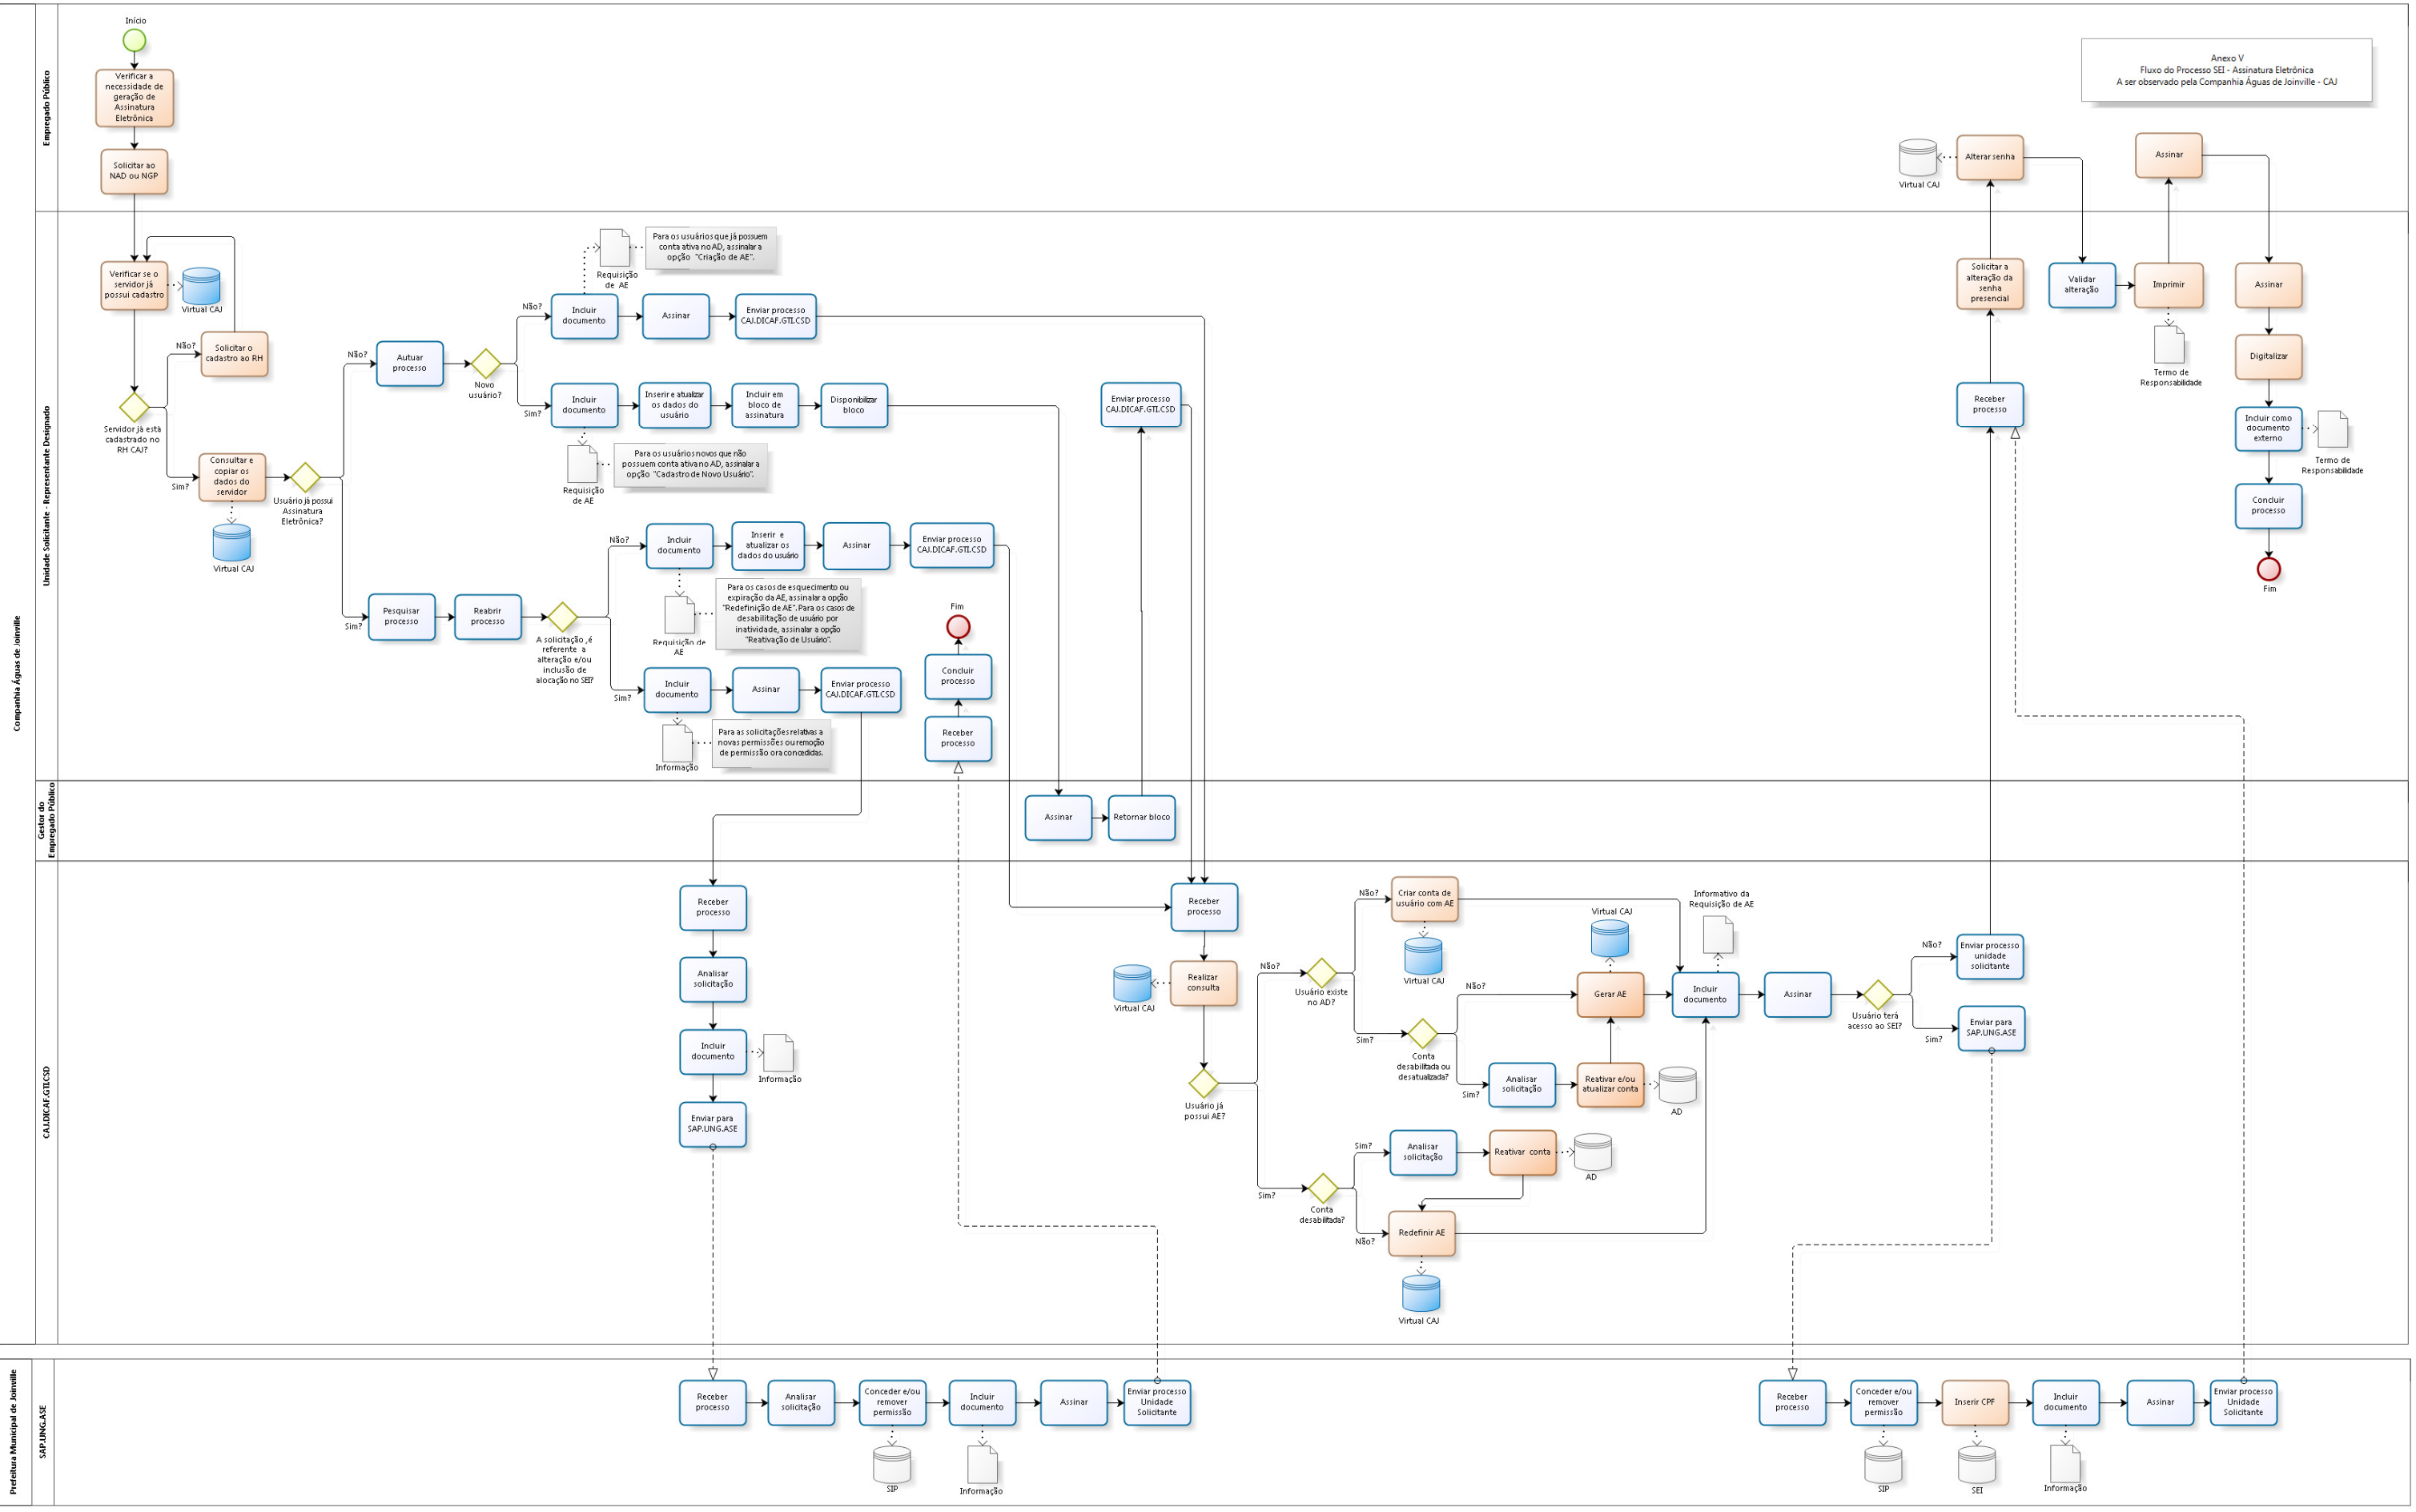 Anexo V
Fluxo do Processo SEI - Assinatura Eletrônica
A ser observado pela Companhia Águas de Joinville - CAJ
Companhia Águas de Joinville
Empregado Público
Início
Verificar a
necessidade de
geração de
Assinatura
Eletrônica
Solicitar ao
NAD ou NGP
Virtual CAJ
Alterar senha
Assinar
Unidade Solicitante - Representante Designado
Verificar se o
servidor já
possui cadastro
Virtual CAJ
Não?
Solicitar o
cadastro ao RH
Servidor já está
cadastrado no
RH CAJ?
Sim?
Consultar e
copiar os
dados do
servidor
Virtual CAJ
Usuário já possui
Assinatura
Eletrônica?
Não?
Autuar
processo
Novo
usuário?
Não?
Incluir
documento
Requisição
de AE
Para os usuários que já possuem
conta ativa no AD, assinalar a
opção "Criação de AE".
Assinar
Enviar processo
CAJ.DICAF.GTI.CSD
Sim?
Incluir
documento
Requisição
de AE
Para os usuários novos que não
possuem conta ativa no AD, assinalar a
opção "Cadastro de Novo Usuário".
Inserir e atualizar
os dados do
usuário
Incluir em
bloco de
assinatura
Disponibilizar
bloco
Enviar processo
CAJ.DICAF.GTI.CSD
Sim?
Pesquisar
processo
Reabrir
processo
A solicitação ,é
referente a
alteração e/ou
inclusão de
alocação no SEI?
Não?
Incluir
documento
Requisição de
AE
Para os casos de esquecimento ou
expiração da AE, assinalar a opção
"Redefinição de AE". Para os casos de
desabilitação de usuário por
inatividade, assinalar a opção
"Reativação de Usuário".
Inserir e
atualizar os
dados do usuário
Assinar
Enviar processo
CAJ.DICAF.GTI.CSD
Sim?
Incluir
documento
Informação
Para as solicitações relativas a
novas permissões ou remoção
de permissão ora concedidas.
Assinar
Enviar processo
CAJ.DICAF.GTI.CSD
Fim
Concluir
processo
Receber
processo
Solicitar a
alteração da
senha
presencial
Receber
processo
Validar
alteração
Imprimir
Termo de
Responsabilidade
Assinar
Digitalizar
Incluir como
documento
externo
Termo de
Responsabilidade
Concluir
processo
Fim
Gestor do
Empregado Público
Assinar
Retornar bloco
CAJ.DICAF.GTI.CSD
Receber
processo
Analisar
solicitação
Incluir
documento
Informação
Enviar para
SAP.UNG.ASE
Receber
processo
Realizar
consulta
Virtual CAJ
Usuário já
possui AE?
Não?
Usuário existe
no AD?
Não?
Criar conta de
usuário com AE
Virtual CAJ
Sim?
Conta
desabilitada ou
desatualizada?
Não?
Gerar AE
Virtual CAJ
Sim?
Analisar
solicitação
Reativar e/ou
atualizar conta
AD
Sim?
Conta
desabilitada?
Sim?
Analisar
solicitação
Reativar conta
AD
Não?
Redefinir AE
Virtual CAJ
Informativo da
Requisição de AE
Incluir
documento
Assinar
Usuário terá
acesso ao SEI?
Não?
Enviar processo
unidade
solicitante
Sim?
Enviar para
SAP.UNG.ASE
Prefeitura Municipal de Joinville
SAP.UNG.ASE
Receber
processo
Analisar
solicitação
Conceder e/ou
remover
permissão
SIP
Incluir
documento
Informação
Assinar
Enviar processo
Unidade
Solicitante
Receber
processo
Conceder e/ou
remover
permissão
SIP
Inserir CPF
SEI
Incluir
documento
Informação
Assinar
Enviar processo
Unidade
Solicitante